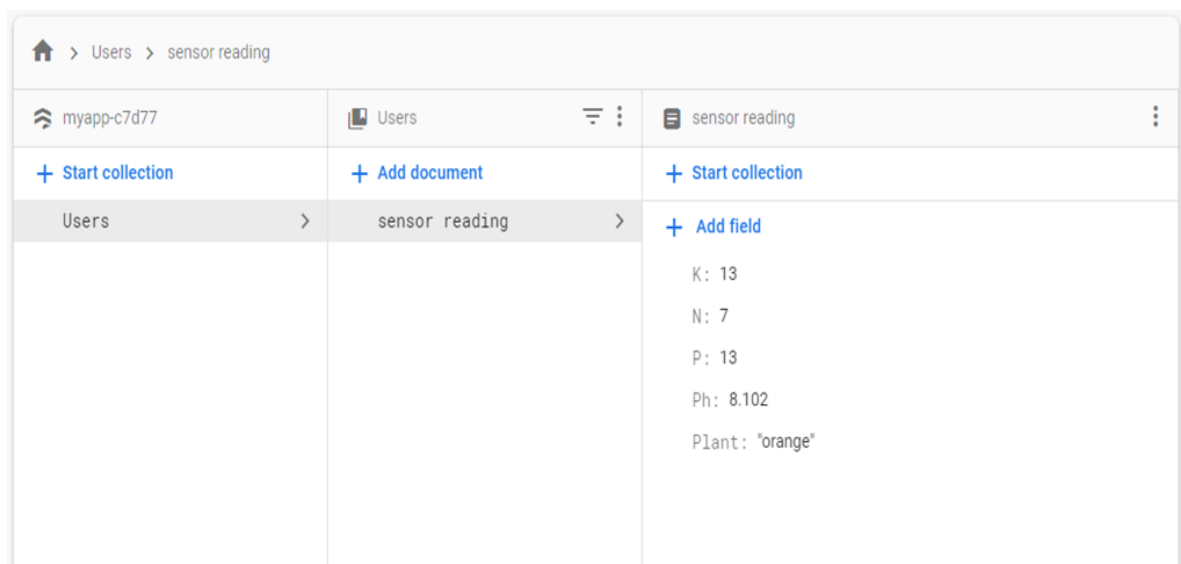 Users > sensor reading
myapp-c7d77
Users
sensor reading
+ Start collection
+ Add document
+ Start collection
Users
sensor reading
+ Add field
K: 13
N: 7
P: 13
Ph: 8.102
Plant: "orange"